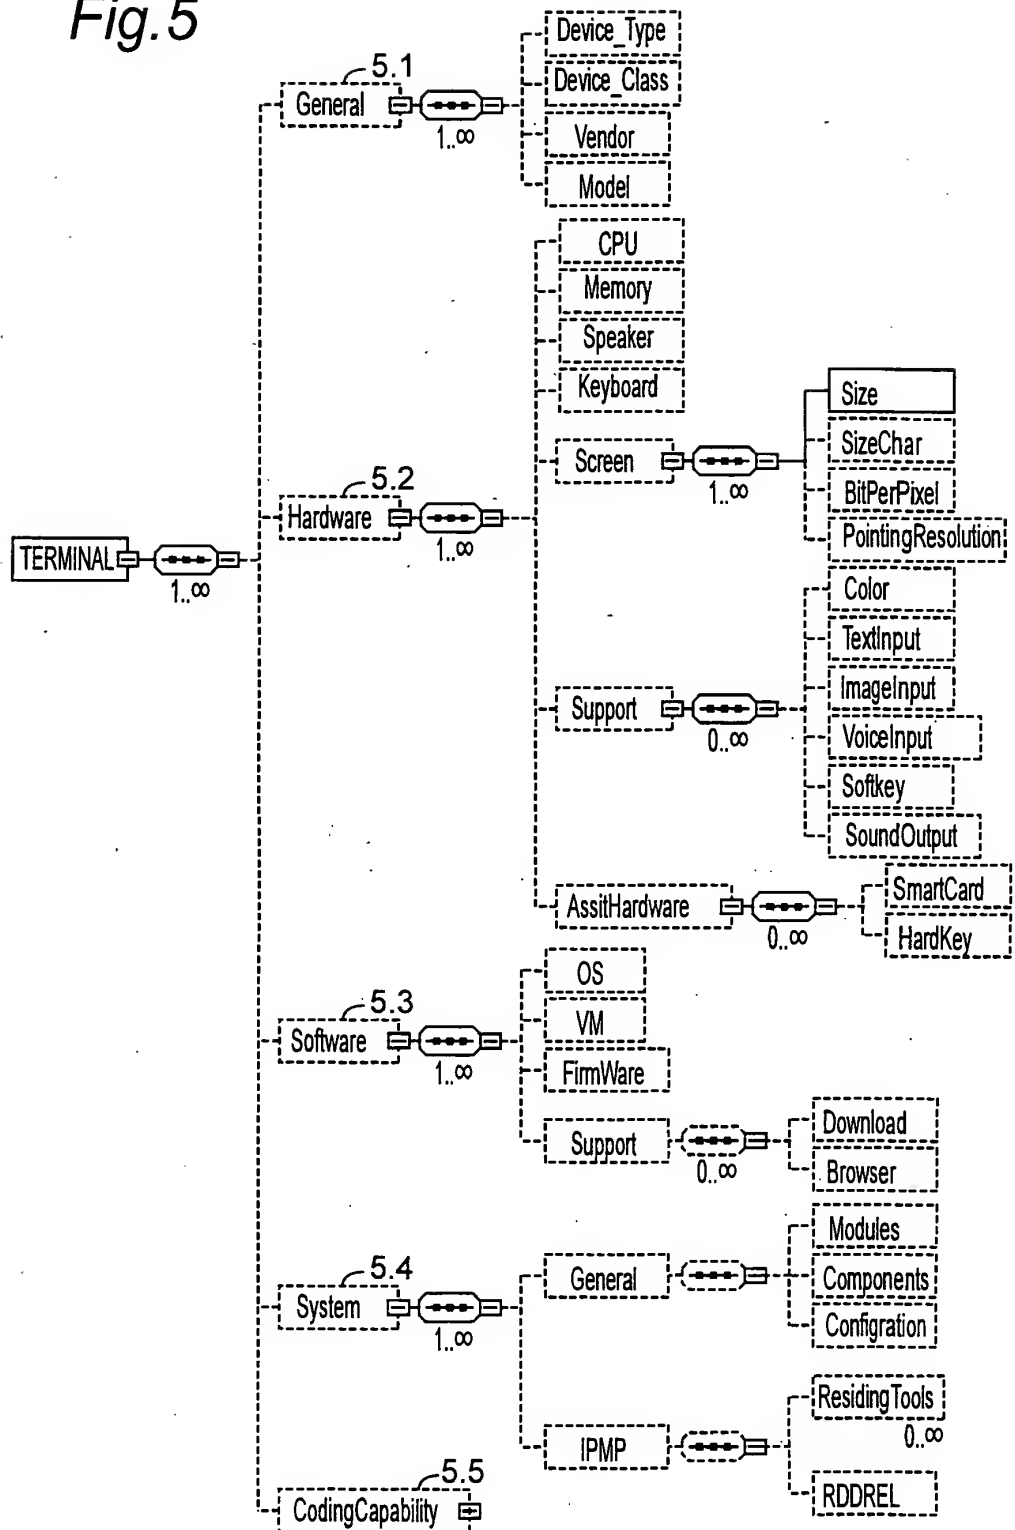 Fig.5
5.1
General
1..∞
Device_Type
Device_Class
Vendor
Model
5.2
Hardware
1..∞
CPU
Memory
Speaker
Keyboard
Screen
1..∞
Size
SizeChar
BitPerPixel
PointingResolution
TERMINAL
1..∞
Support
0..∞
Color
TextInput
ImageInput
VoiceInput
Softkey
SoundOutput
AssitHardware
0..∞
SmartCard
HardKey
5.3
Software
1..∞
OS
VM
FirmWare
Support
0..∞
Download
Browser
5.4
System
1..∞
General
Modules
Components
Configration
IPMP
ResidingTools
0..∞
RDDREL
5.5
CodingCapability